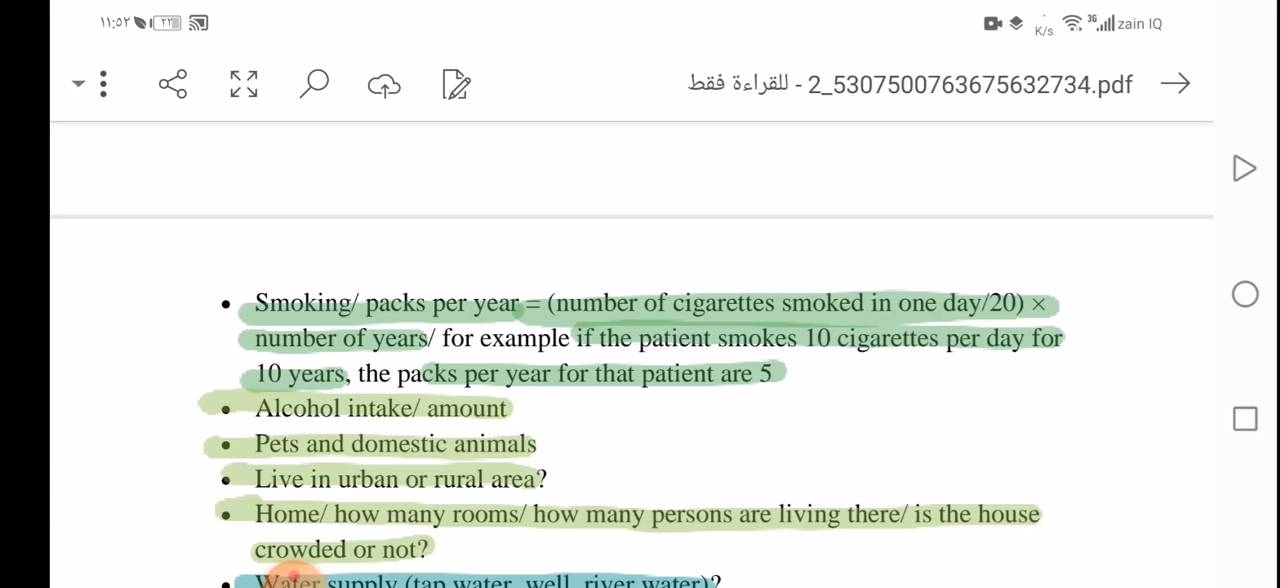 ١١:٥٢ ٢٢ K/s 3G zain IQ
2_5307500763675632734.pdf - للقراءة فقط
• Smoking/ packs per year = (number of cigarettes smoked in one day/20) ×
number of years/ for example if the patient smokes 10 cigarettes per day for
10 years, the packs per year for that patient are 5
• Alcohol intake/ amount
• Pets and domestic animals
• Live in urban or rural area?
• Home/ how many rooms/ how many persons are living there/ is the house
crowded or not?
• Water supply (tap water, well, river water)?